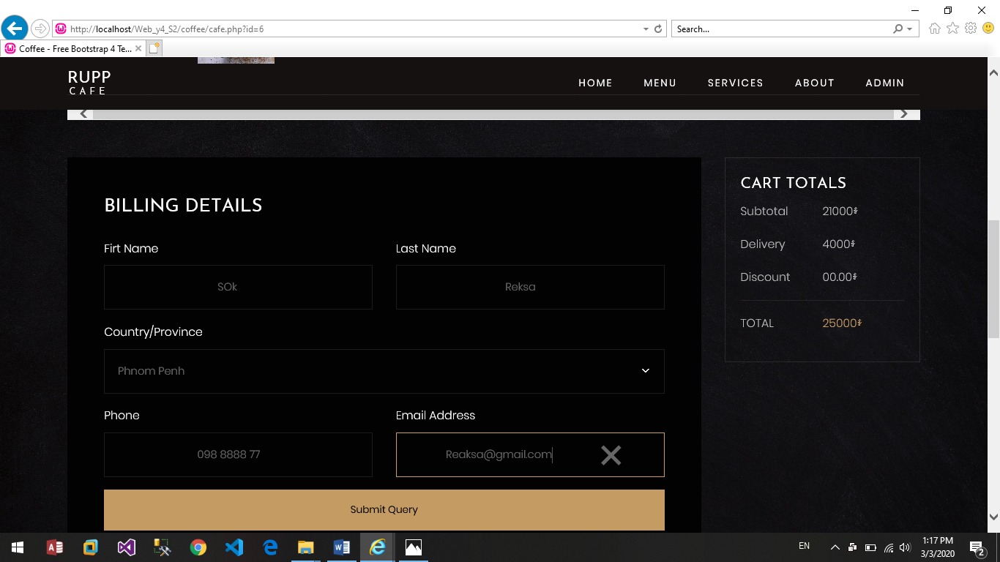 http://localhost/Web_y4_S2/coffee/cafe.php?id=6
Search...
Coffee - Free Bootstrap 4 Te...
RUPP
CAFE
HOME MENU SERVICES ABOUT ADMIN
BILLING DETAILS
Firt Name Last Name
SOk Reksa
Country/Province
Phnom Penh
Phone Email Address
098 8888 77 Reaksa@gmail.com
Submit Query
CART TOTALS
Subtotal 21000៛
Delivery 4000៛
Discount 00.00៛
TOTAL 25000៛
EN
1:17 PM
3/3/2020
2